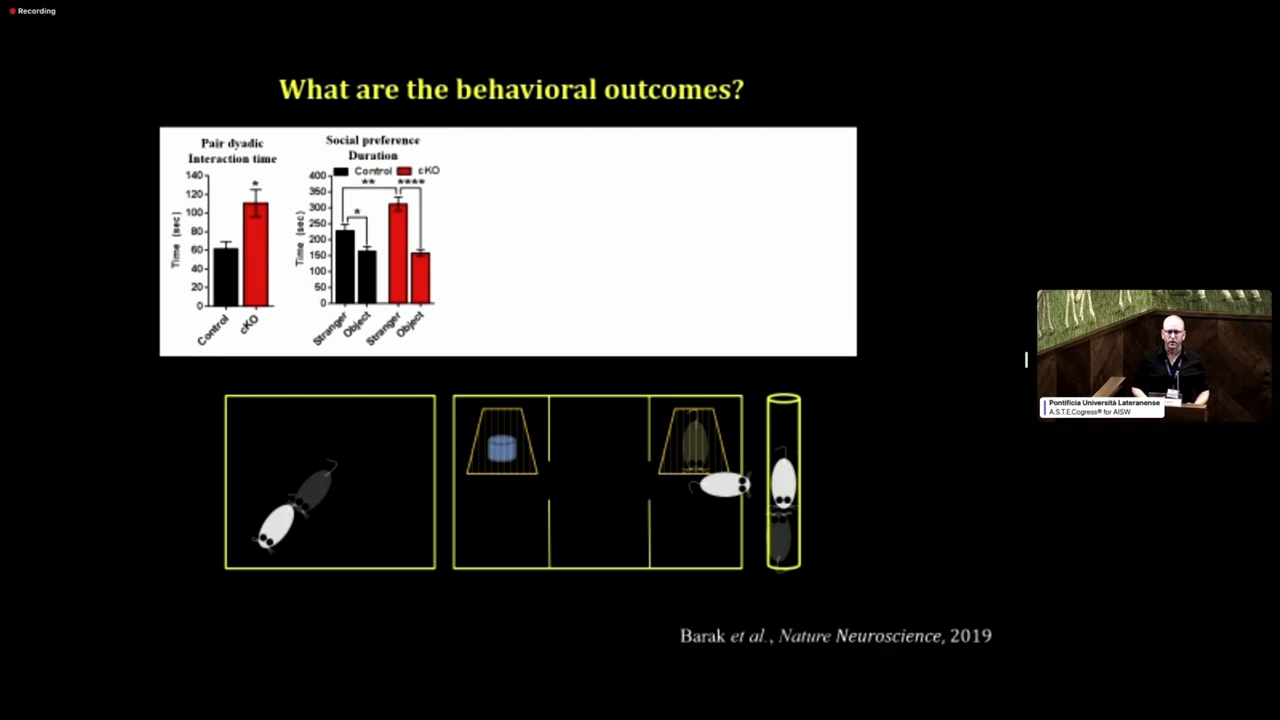 Recording
What are the behavioral outcomes?
Pair dyadic
Interaction time
Time (sec)
140
120
100
80
60
40
20
0
*
Control
cKO
Social preference
Duration
Control cKO
Time (sec)
400
350
300
250
200
150
100
50
0
** ****
*
Stranger
Object
Stranger
Object
Barak et al., Nature Neuroscience, 2019
Pontificia Università Lateranense
A.S.T.E.Cogress® for AISW